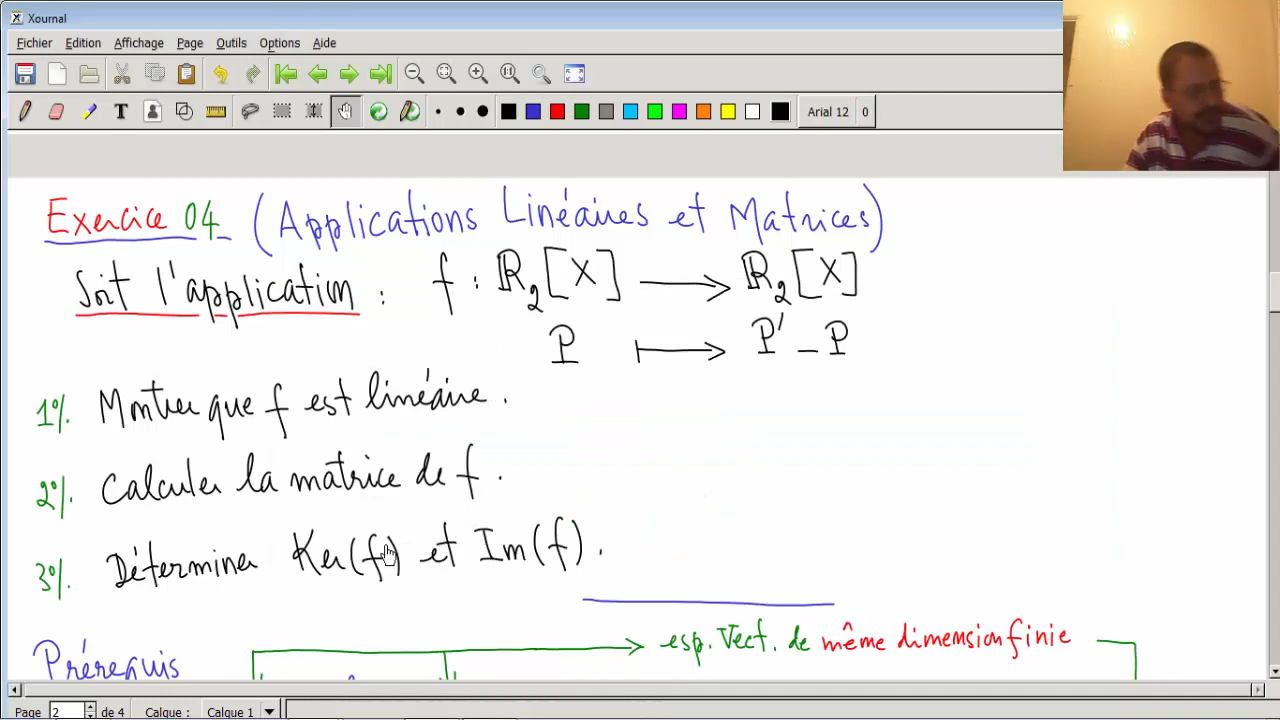 Xournal
Fichier Edition Affichage Page Outils Options Aide
Arial 12 0
Exercice 04 (Applications Linéaires et Matrices)
Soit l'application : f : ℝ₂[X] ⟶ ℝ₂[X]
P ⟼ P' – P
1%. Montrer que f est linéaire.
2%. Calculer la matrice de f.
3%. Déterminer Ker(f) et Im(f).
esp. Vect. de même dimension finie
Prérequis
Page 2 de 4 Calque : Calque 1